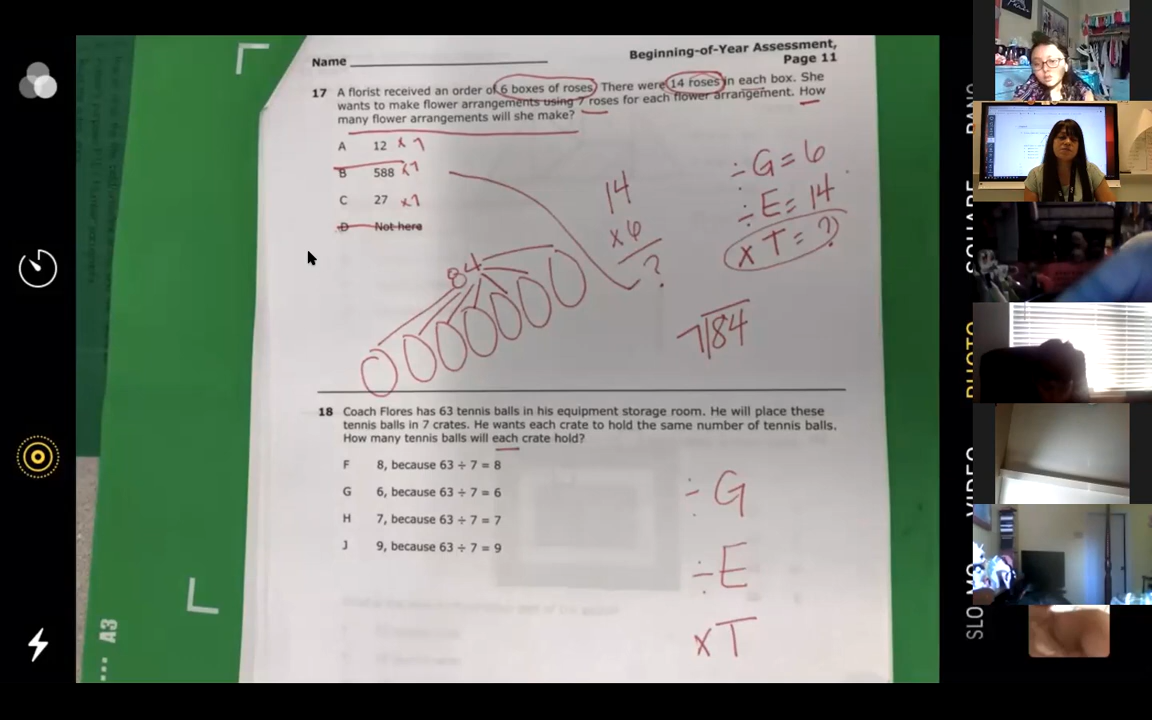 Name
Beginning-of-Year Assessment,
Page 11
17 A florist received an order of 6 boxes of roses. There were 14 roses in each box. She
wants to make flower arrangements using 7 roses for each flower arrangement. How
many flower arrangements will she make?
A 12 x 7
B 588 x7
C 27 x7
D Not here
14
x 6
?
÷ G = 6
÷ E = 14
x T = ?
84
0000000
7 84
18 Coach Flores has 63 tennis balls in his equipment storage room. He will place these
tennis balls in 7 crates. He wants each crate to hold the same number of tennis balls.
How many tennis balls will each crate hold?
F 8, because 63 ÷ 7 = 8
G 6, because 63 ÷ 7 = 6
H 7, because 63 ÷ 7 = 7
J 9, because 63 ÷ 7 = 9
÷ G
÷ E
x T
A3
PANO
SQUARE
PHOTO
VIDEO
SLO MO